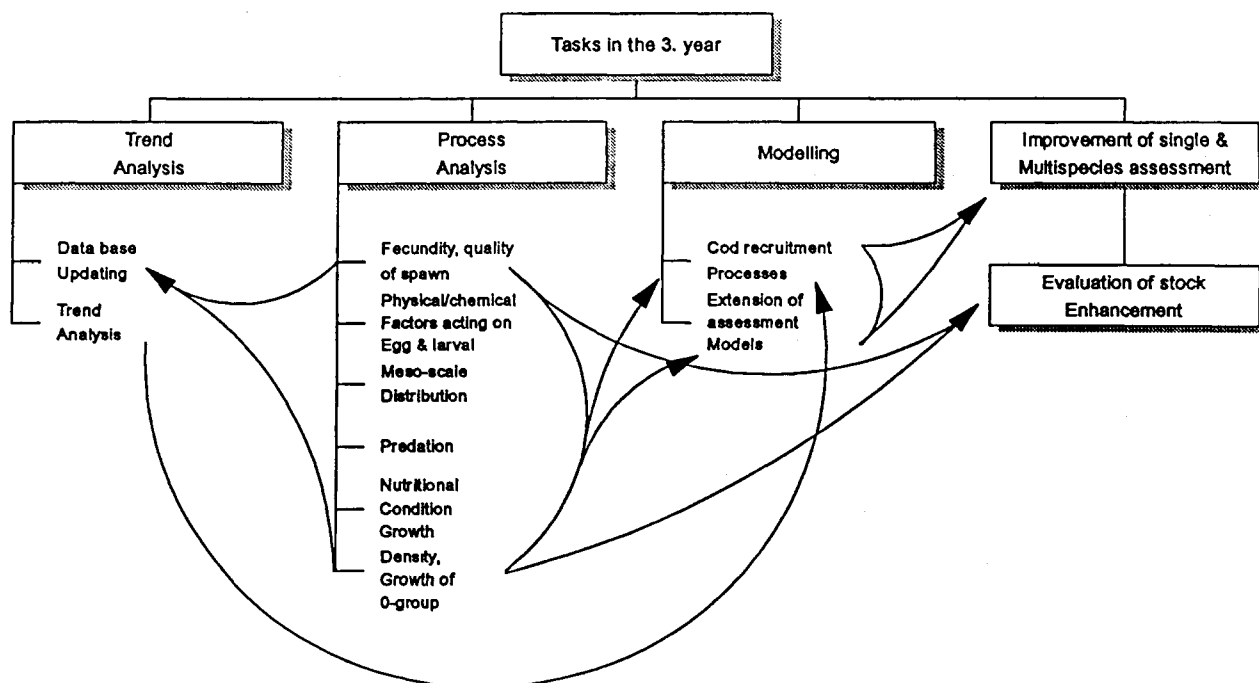 Tasks in the 3. year
Trend
Analysis
Process
Analysis
Modelling
Improvement of single &
Multispecies assessment
Data base
Updating
Trend
Analysis
Fecundity, quality
of spawn
Physical/chemical
Factors acting on
Egg & larval
Meso-scale
Distribution
Predation
Nutritional
Condition
Growth
Density,
Growth of
0-group
Cod recruitment
Processes
Extension of
assessment
Models
Evaluation of stock
Enhancement